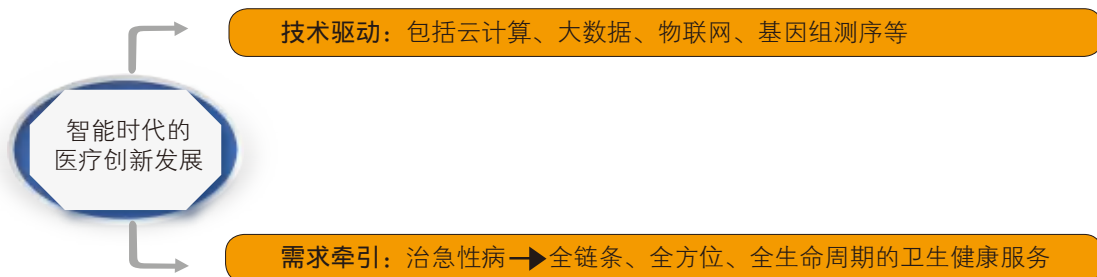 技术驱动：包括云计算、大数据、物联网、基因组测序等
智能时代的
医疗创新发展
需求牵引：治急性病→全链条、全方位、全生命周期的卫生健康服务